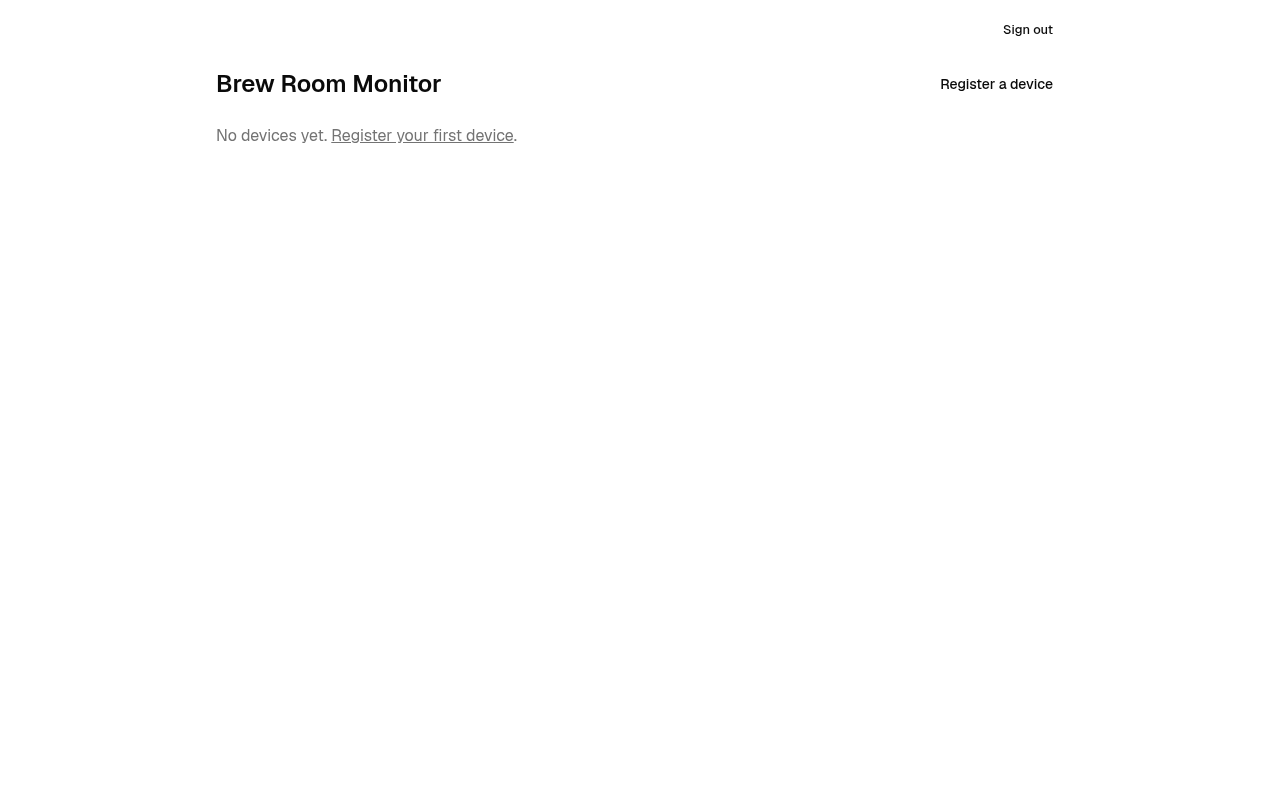 Sign out
Brew Room Monitor
Register a device
No devices yet. Register your first device.